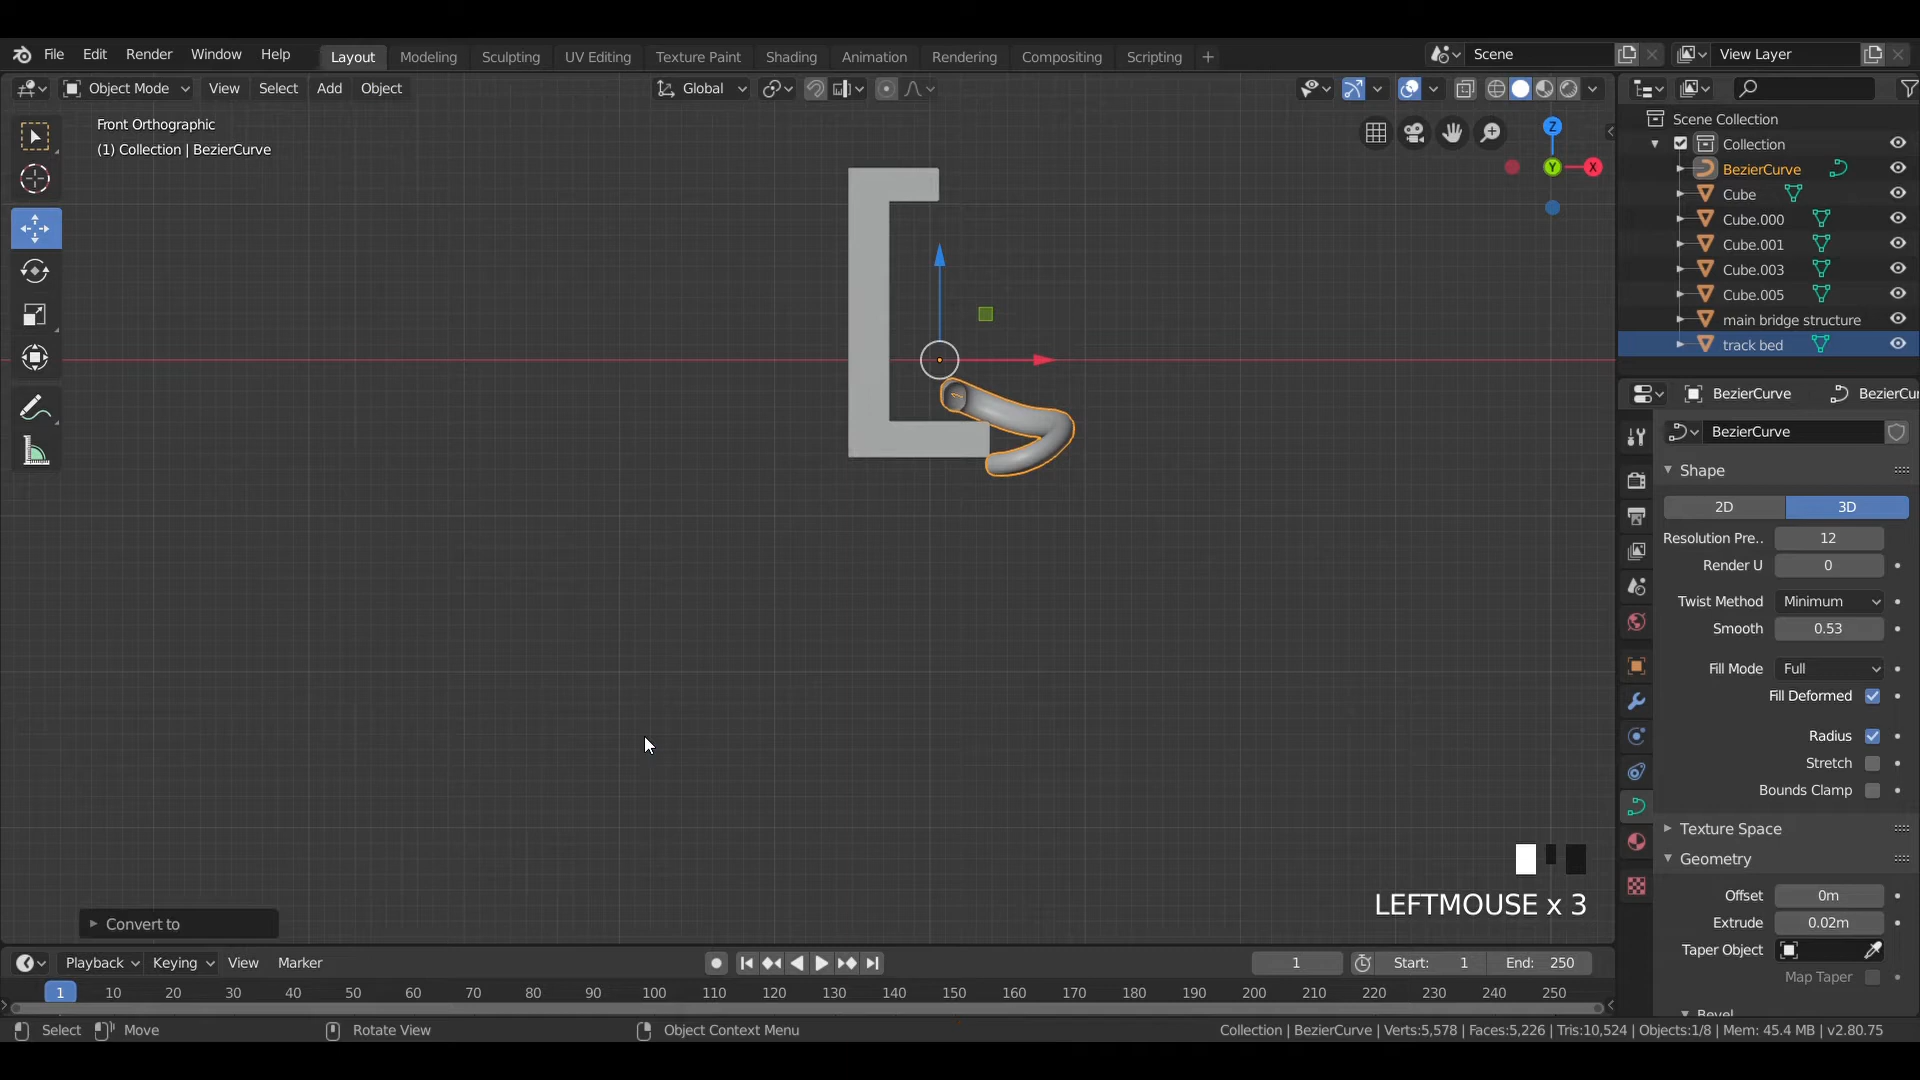 File Edit Render Window Help Layout Modeling Sculpting UV Editing Texture Paint Shading Animation Rendering Compositing Scripting + Scene View Layer
Object Mode View Select Add Object Global
Front Orthographic
(1) Collection | BezierCurve
Z
Y
X
Scene Collection
Collection
BezierCurve
Cube
Cube.000
Cube.001
Cube.003
Cube.005
main bridge structure
track bed
BezierCurve BezierCu
BezierCurve
Shape
2D 3D
Resolution Pre.. 12
Render U 0
Twist Method Minimum
Smooth 0.53
Fill Mode Full
Fill Deformed
Radius
Stretch
Bounds Clamp
Texture Space
Geometry
Offset 0m
Extrude 0.02m
Taper Object
Map Taper
Bevel
LEFTMOUSE x 3
Convert to
Playback Keying View Marker 1 Start: 1 End: 250
1 10 20 30 40 50 60 70 80 90 100 110 120 130 140 150 160 170 180 190 200 210 220 230 240 250
Select Move Rotate View Object Context Menu Collection | BezierCurve | Verts:5,578 | Faces:5,226 | Tris:10,524 | Objects:1/8 | Mem: 45.4 MB | v2.80.75